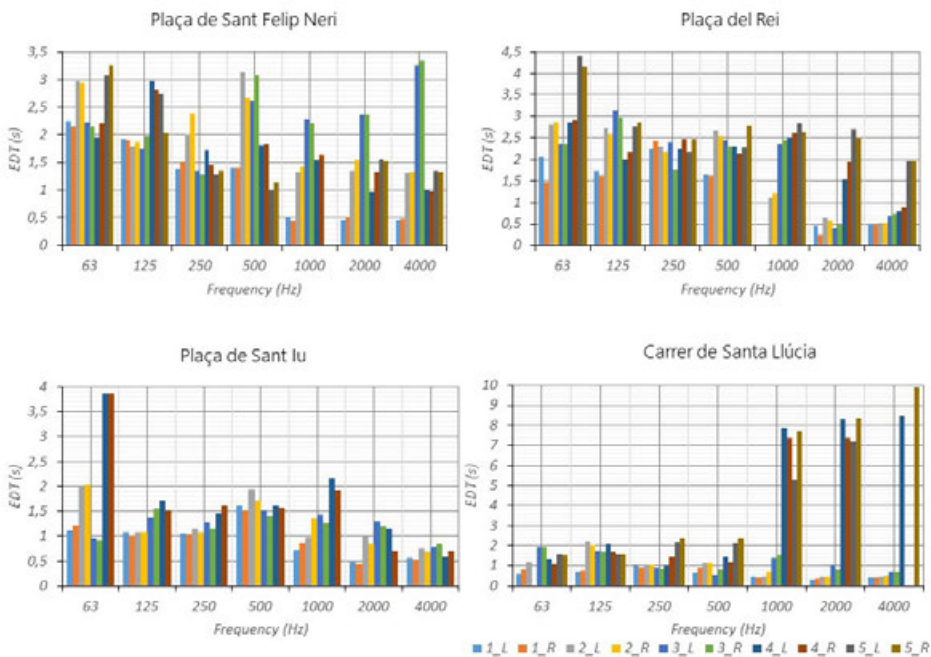 Plaça de Sant Felip Neri
EDT (s)
3,5
3
2,5
2
1,5
1
0,5
0
63 125 250 500 1000 2000 4000
Frequency (Hz)
Plaça del Rei
EDT (s)
4,5
4
3,5
3
2,5
2
1,5
1
0,5
0
63 125 250 500 1000 2000 4000
Frequency (Hz)
Plaça de Sant Iu
EDT (s)
4
3,5
3
2,5
2
1,5
1
0,5
0
63 125 250 500 1000 2000 4000
Frequency (Hz)
Carrer de Santa Llúcia
EDT (s)
10
9
8
7
6
5
4
3
2
1
0
63 125 250 500 1000 2000 4000
Frequency (Hz)
1_L 1_R 2_L 2_R 3_L 3_R 4_L 4_R 5_L 5_R